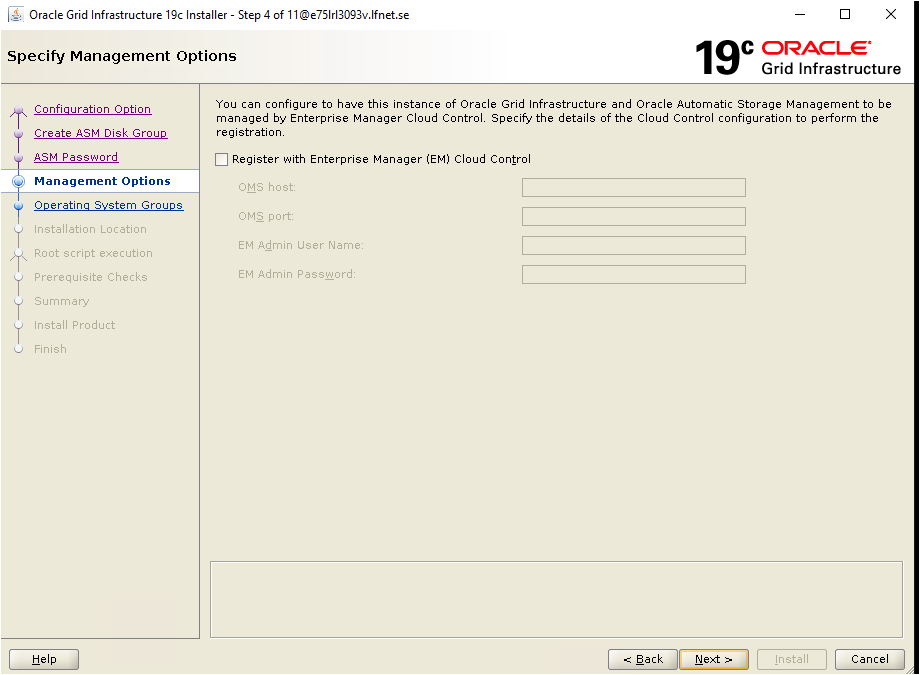 Oracle Grid Infrastructure 19c Installer - Step 4 of 11@e75lrl3093v.lfnet.se
Specify Management Options
19c ORACLE
Grid Infrastructure
Configuration Option
Create ASM Disk Group
ASM Password
Management Options
Operating System Groups
Installation Location
Root script execution
Prerequisite Checks
Summary
Install Product
Finish
You can configure to have this instance of Oracle Grid Infrastructure and Oracle Automatic Storage Management to be
managed by Enterprise Manager Cloud Control. Specify the details of the Cloud Control configuration to perform the
registration.
Register with Enterprise Manager (EM) Cloud Control
OMS host:
OMS port:
EM Admin User Name:
EM Admin Password:
Help
< Back
Next >
Install
Cancel